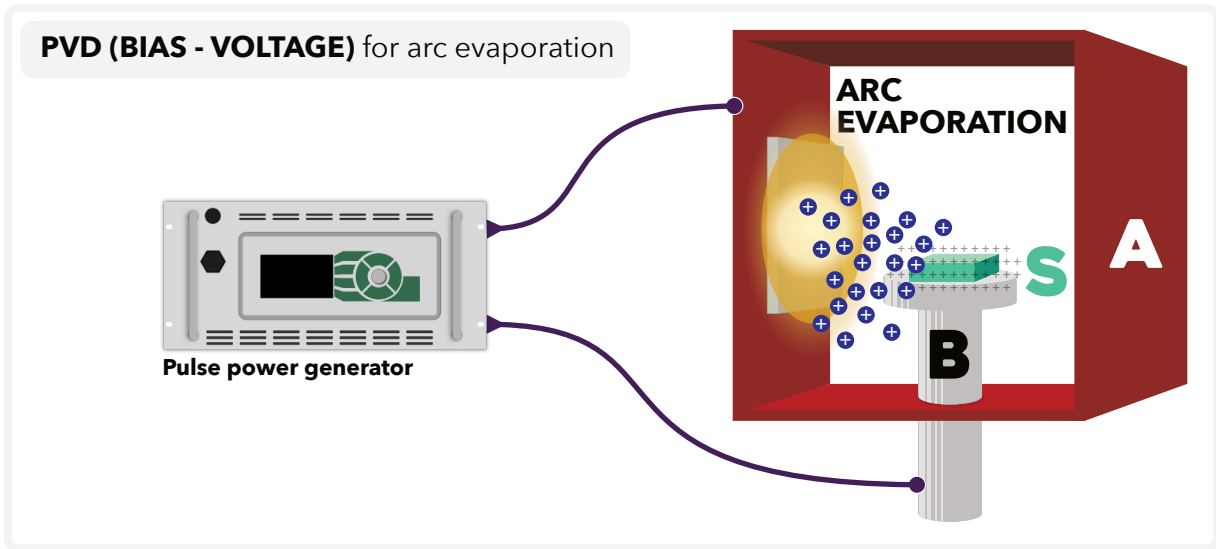 PVD (BIAS - VOLTAGE) for arc evaporation
ARC
EVAPORATION
A
S
B
Pulse power generator